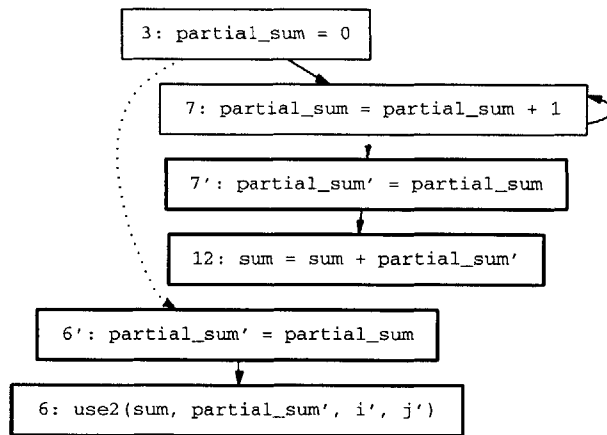 3: partial_sum = 0
7: partial_sum = partial_sum + 1
7': partial_sum' = partial_sum
12: sum = sum + partial_sum'
6': partial_sum' = partial_sum
6: use2(sum, partial_sum', i', j')